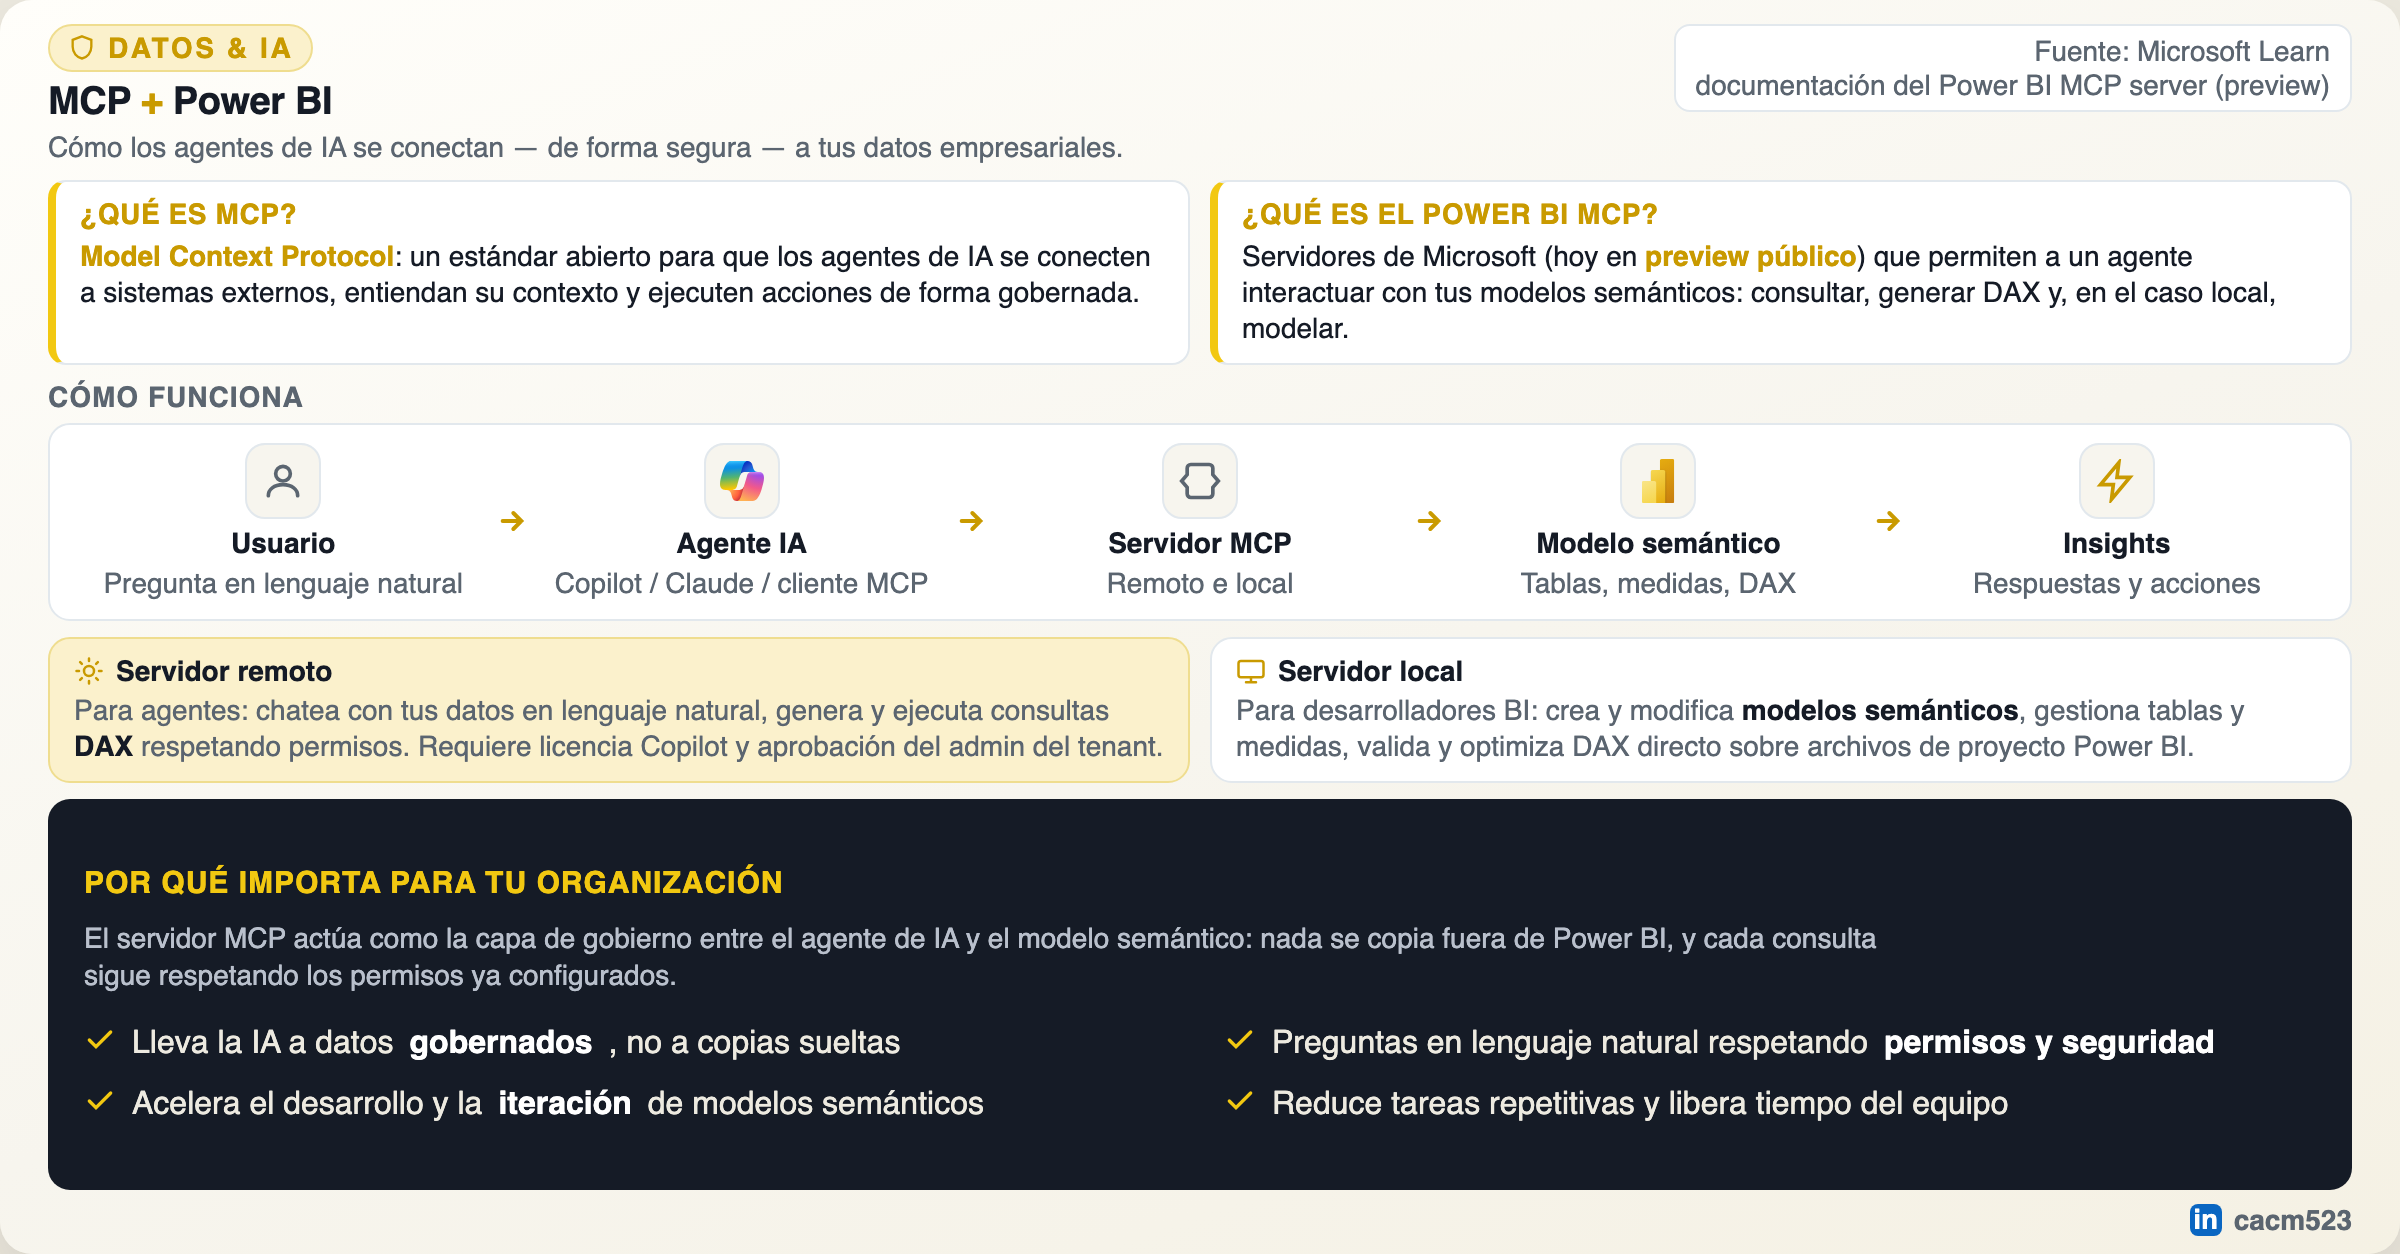 DATOS & IA
MCP + Power BI
Cómo los agentes de IA se conectan — de forma segura — a tus datos empresariales.
Fuente: Microsoft Learn
documentación del Power BI MCP server (preview)
¿QUÉ ES MCP?
Model Context Protocol: un estándar abierto para que los agentes de IA se conecten
a sistemas externos, entiendan su contexto y ejecuten acciones de forma gobernada.
¿QUÉ ES EL POWER BI MCP?
Servidores de Microsoft (hoy en preview público) que permiten a un agente
interactuar con tus modelos semánticos: consultar, generar DAX y, en el caso local,
modelar.
CÓMO FUNCIONA
Usuario
Pregunta en lenguaje natural
Agente IA
Copilot / Claude / cliente MCP
Servidor MCP
Remoto e local
Modelo semántico
Tablas, medidas, DAX
Insights
Respuestas y acciones
Servidor remoto
Para agentes: chatea con tus datos en lenguaje natural, genera y ejecuta consultas
DAX respetando permisos. Requiere licencia Copilot y aprobación del admin del tenant.
Servidor local
Para desarrolladores BI: crea y modifica modelos semánticos, gestiona tablas y
medidas, valida y optimiza DAX directo sobre archivos de proyecto Power BI.
POR QUÉ IMPORTA PARA TU ORGANIZACIÓN
El servidor MCP actúa como la capa de gobierno entre el agente de IA y el modelo semántico: nada se copia fuera de Power BI, y cada consulta
sigue respetando los permisos ya configurados.
Lleva la IA a datos gobernados , no a copias sueltas
Preguntas en lenguaje natural respetando permisos y seguridad
Acelera el desarrollo y la iteración de modelos semánticos
Reduce tareas repetitivas y libera tiempo del equipo
in cacm523